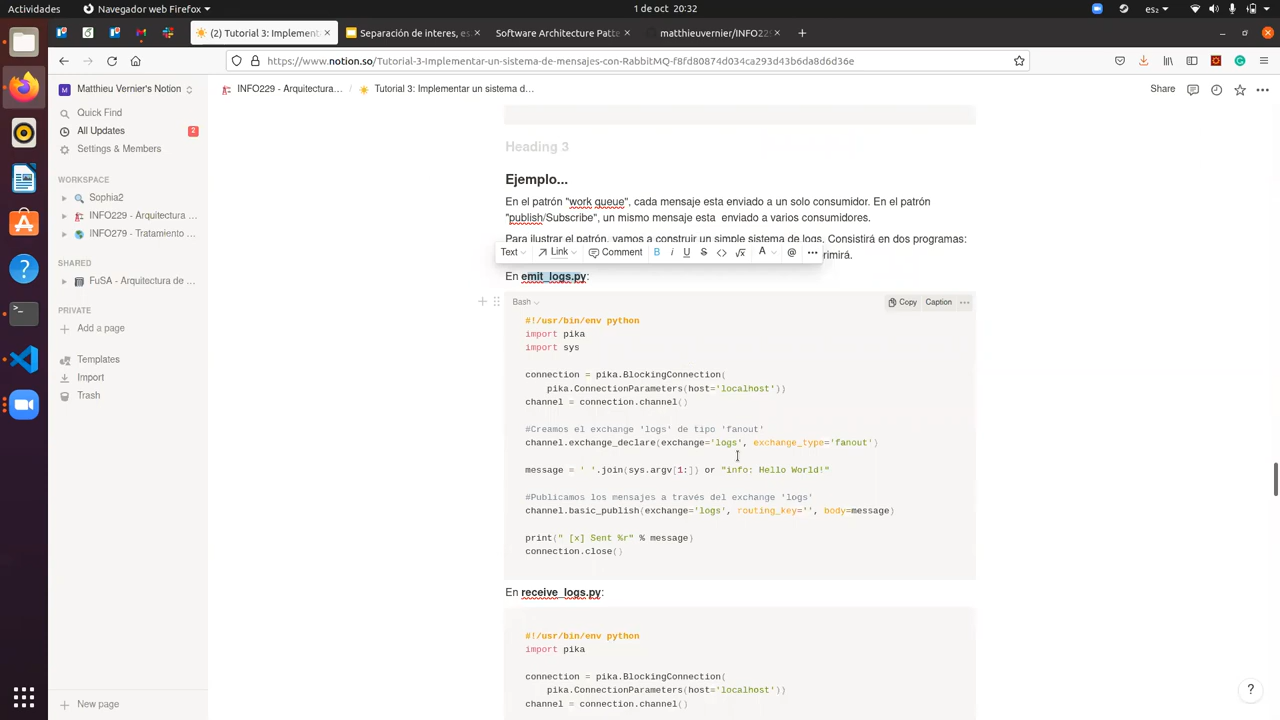 Actividades
Navegador web Firefox
1 de oct 20:32
es₂
(2) Tutorial 3: Implement
Separación de interes, es
Software Architecture Patte
matthieuvernier/INFO22
https://www.notion.so/Tutorial-3-Implementar-un-sistema-de-mensajes-con-RabbitMQ-f8fd80874d034ca293d43b6da8d6d36e
Matthieu Vernier's Notion
INFO229 - Arquitectura... / Tutorial 3: Implementar un sistema d...
Share
Quick Find
All Updates 2
Settings & Members
WORKSPACE
Sophia2
INFO229 - Arquitectura ...
INFO279 - Tratamiento ...
SHARED
FuSA - Arquitectura de ...
PRIVATE
Add a page
Templates
Import
Trash
New page
Heading 3
Ejemplo...
En el patrón "work queue", cada mensaje esta enviado a un solo consumidor. En el patrón
"publish/Subscribe", un mismo mensaje esta enviado a varios consumidores.
Para ilustrar el patrón, vamos a construir un simple sistema de logs. Consistirá en dos programas:
Text Link Comment B i U S <> √x A @ •••
rimirá.
En emit_logs.py:
Bash
Copy Caption •••
#!/usr/bin/env python
import pika
import sys
connection = pika.BlockingConnection(
pika.ConnectionParameters(host='localhost'))
channel = connection.channel()
#Creamos el exchange 'logs' de tipo 'fanout'
channel.exchange_declare(exchange='logs', exchange_type='fanout')
message = ' '.join(sys.argv[1:]) or "info: Hello World!"
#Publicamos los mensajes a través del exchange 'logs'
channel.basic_publish(exchange='logs', routing_key='', body=message)
print(" [x] Sent %r" % message)
connection.close()
En receive_logs.py:
#!/usr/bin/env python
import pika
connection = pika.BlockingConnection(
pika.ConnectionParameters(host='localhost'))
channel = connection.channel()
?